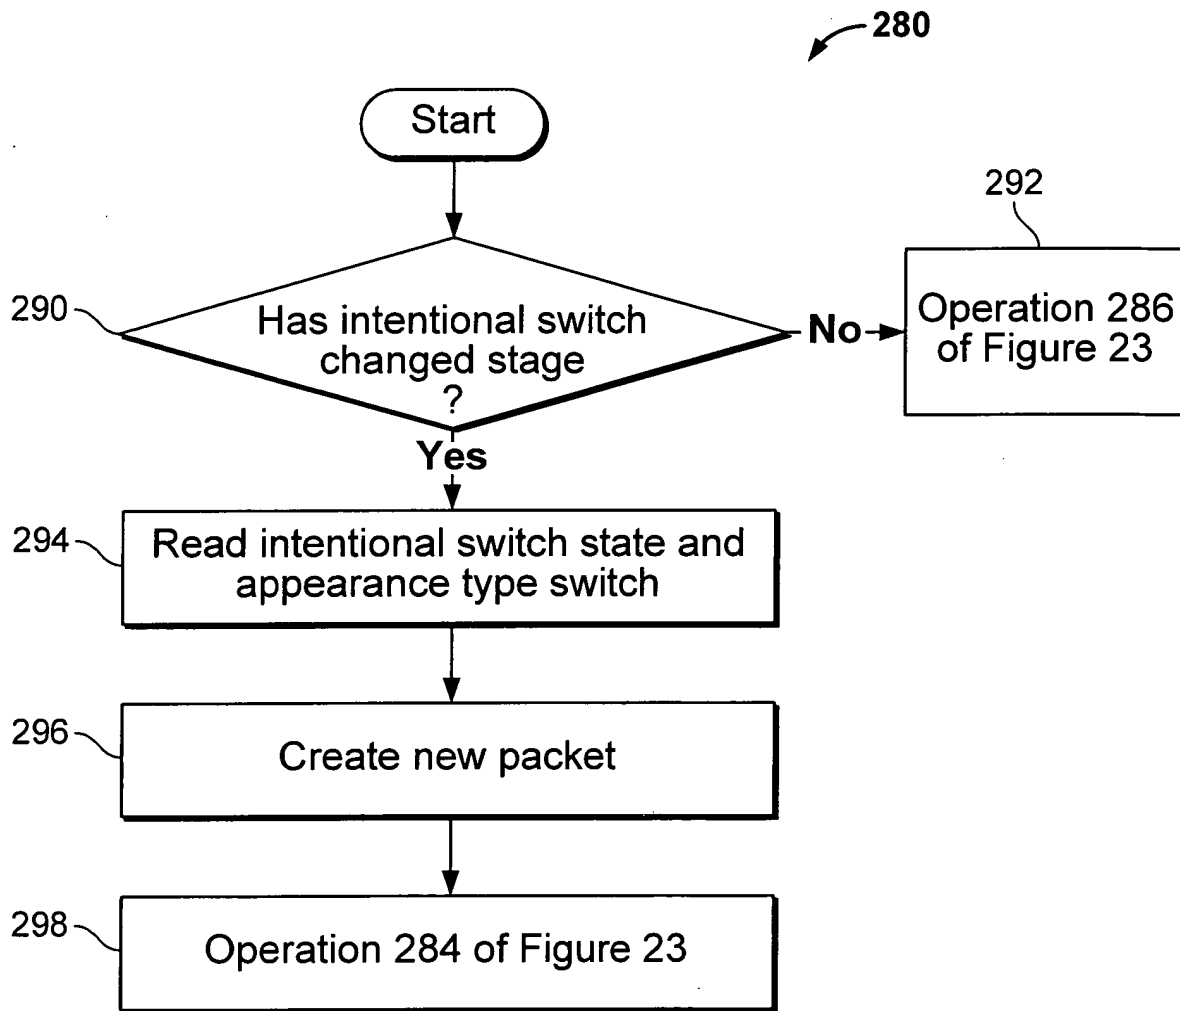 280
Start
292
290
Has intentional switch
changed stage
?
No
Operation 286
of Figure 23
Yes
294
Read intentional switch state and
appearance type switch
296
Create new packet
298
Operation 284 of Figure 23